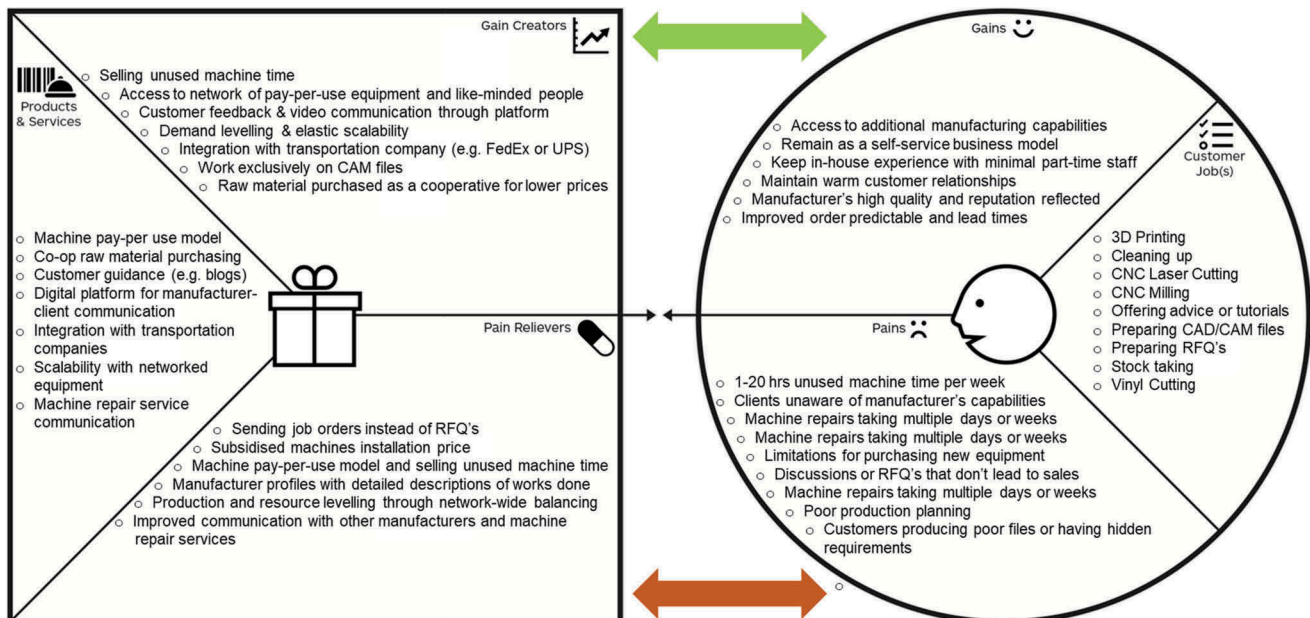 Gain Creators
Products
& Services
○ Selling unused machine time
○ Access to network of pay-per-use equipment and like-minded people
○ Customer feedback & video communication through platform
○ Demand levelling & elastic scalability
○ Integration with transportation company (e.g. FedEx or UPS)
○ Work exclusively on CAM files
○ Raw material purchased as a cooperative for lower prices
○ Machine pay-per use model
○ Co-op raw material purchasing
○ Customer guidance (e.g. blogs)
○ Digital platform for manufacturer-
client communication
○ Integration with transportation
companies
○ Scalability with networked
equipment
○ Machine repair service
communication
Pain Relievers
○ Sending job orders instead of RFQ's
○ Subsidised machines installation price
○ Machine pay-per-use model and selling unused machine time
○ Manufacturer profiles with detailed descriptions of works done
○ Production and resource levelling through network-wide balancing
○ Improved communication with other manufacturers and machine
repair services
Gains
○ Access to additional manufacturing capabilities
○ Remain as a self-service business model
○ Keep in-house experience with minimal part-time staff
○ Maintain warm customer relationships
○ Manufacturer's high quality and reputation reflected
○ Improved order predictable and lead times
Customer
Job(s)
○ 3D Printing
○ Cleaning up
○ CNC Laser Cutting
○ CNC Milling
○ Offering advice or tutorials
○ Preparing CAD/CAM files
○ Preparing RFQ's
○ Stock taking
○ Vinyl Cutting
Pains
○ 1-20 hrs unused machine time per week
○ Clients unaware of manufacturer's capabilities
○ Machine repairs taking multiple days or weeks
○ Machine repairs taking multiple days or weeks
○ Limitations for purchasing new equipment
○ Discussions or RFQ's that don't lead to sales
○ Machine repairs taking multiple days or weeks
○ Poor production planning
○ Customers producing poor files or having hidden
requirements
○